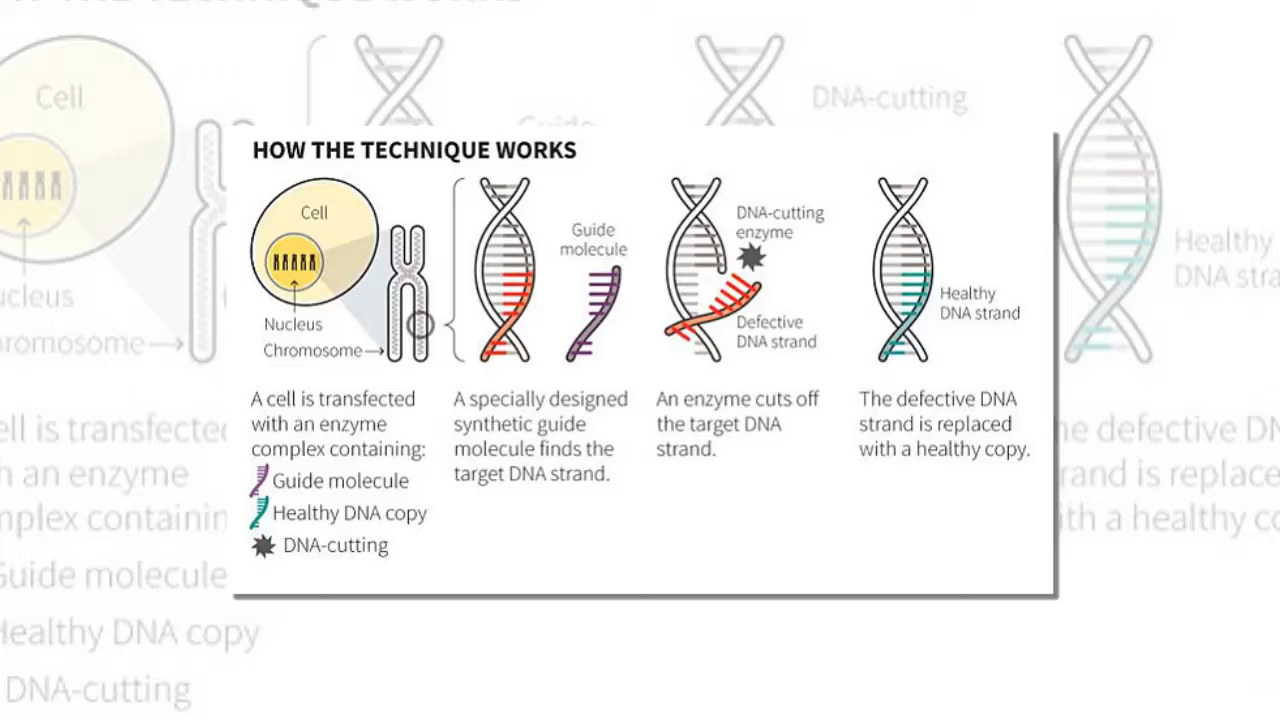 HOW THE TECHNIQUE WORKS
Cell
Nucleus
Chromosome
Guide
molecule
DNA-cutting
enzyme
Defective
DNA strand
Healthy
DNA strand
A cell is transfected
with an enzyme
complex containing:
Guide molecule
Healthy DNA copy
DNA-cutting
A specially designed
synthetic guide
molecule finds the
target DNA strand.
An enzyme cuts off
the target DNA
strand.
The defective DNA
strand is replaced
with a healthy copy.